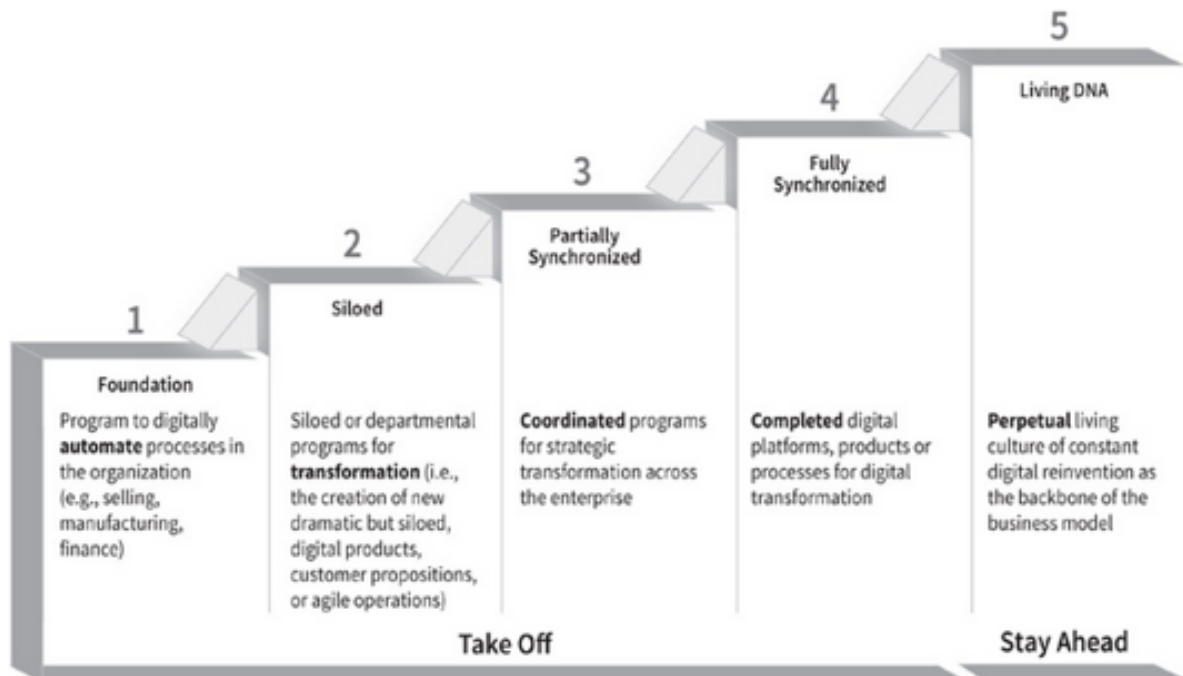 1
Foundation
Program to digitally
automate processes in
the organization
(e.g., selling,
manufacturing,
finance)
2
Siloed
Siloed or departmental
programs for
transformation (i.e.,
the creation of new
dramatic but siloed,
digital products,
customer propositions,
or agile operations)
3
Partially
Synchronized
Coordinated programs
for strategic
transformation across
the enterprise
4
Fully
Synchronized
Completed digital
platforms, products or
processes for digital
transformation
5
Living DNA
Perpetual living
culture of constant
digital reinvention as
the backbone of the
business model
Take Off
Stay Ahead